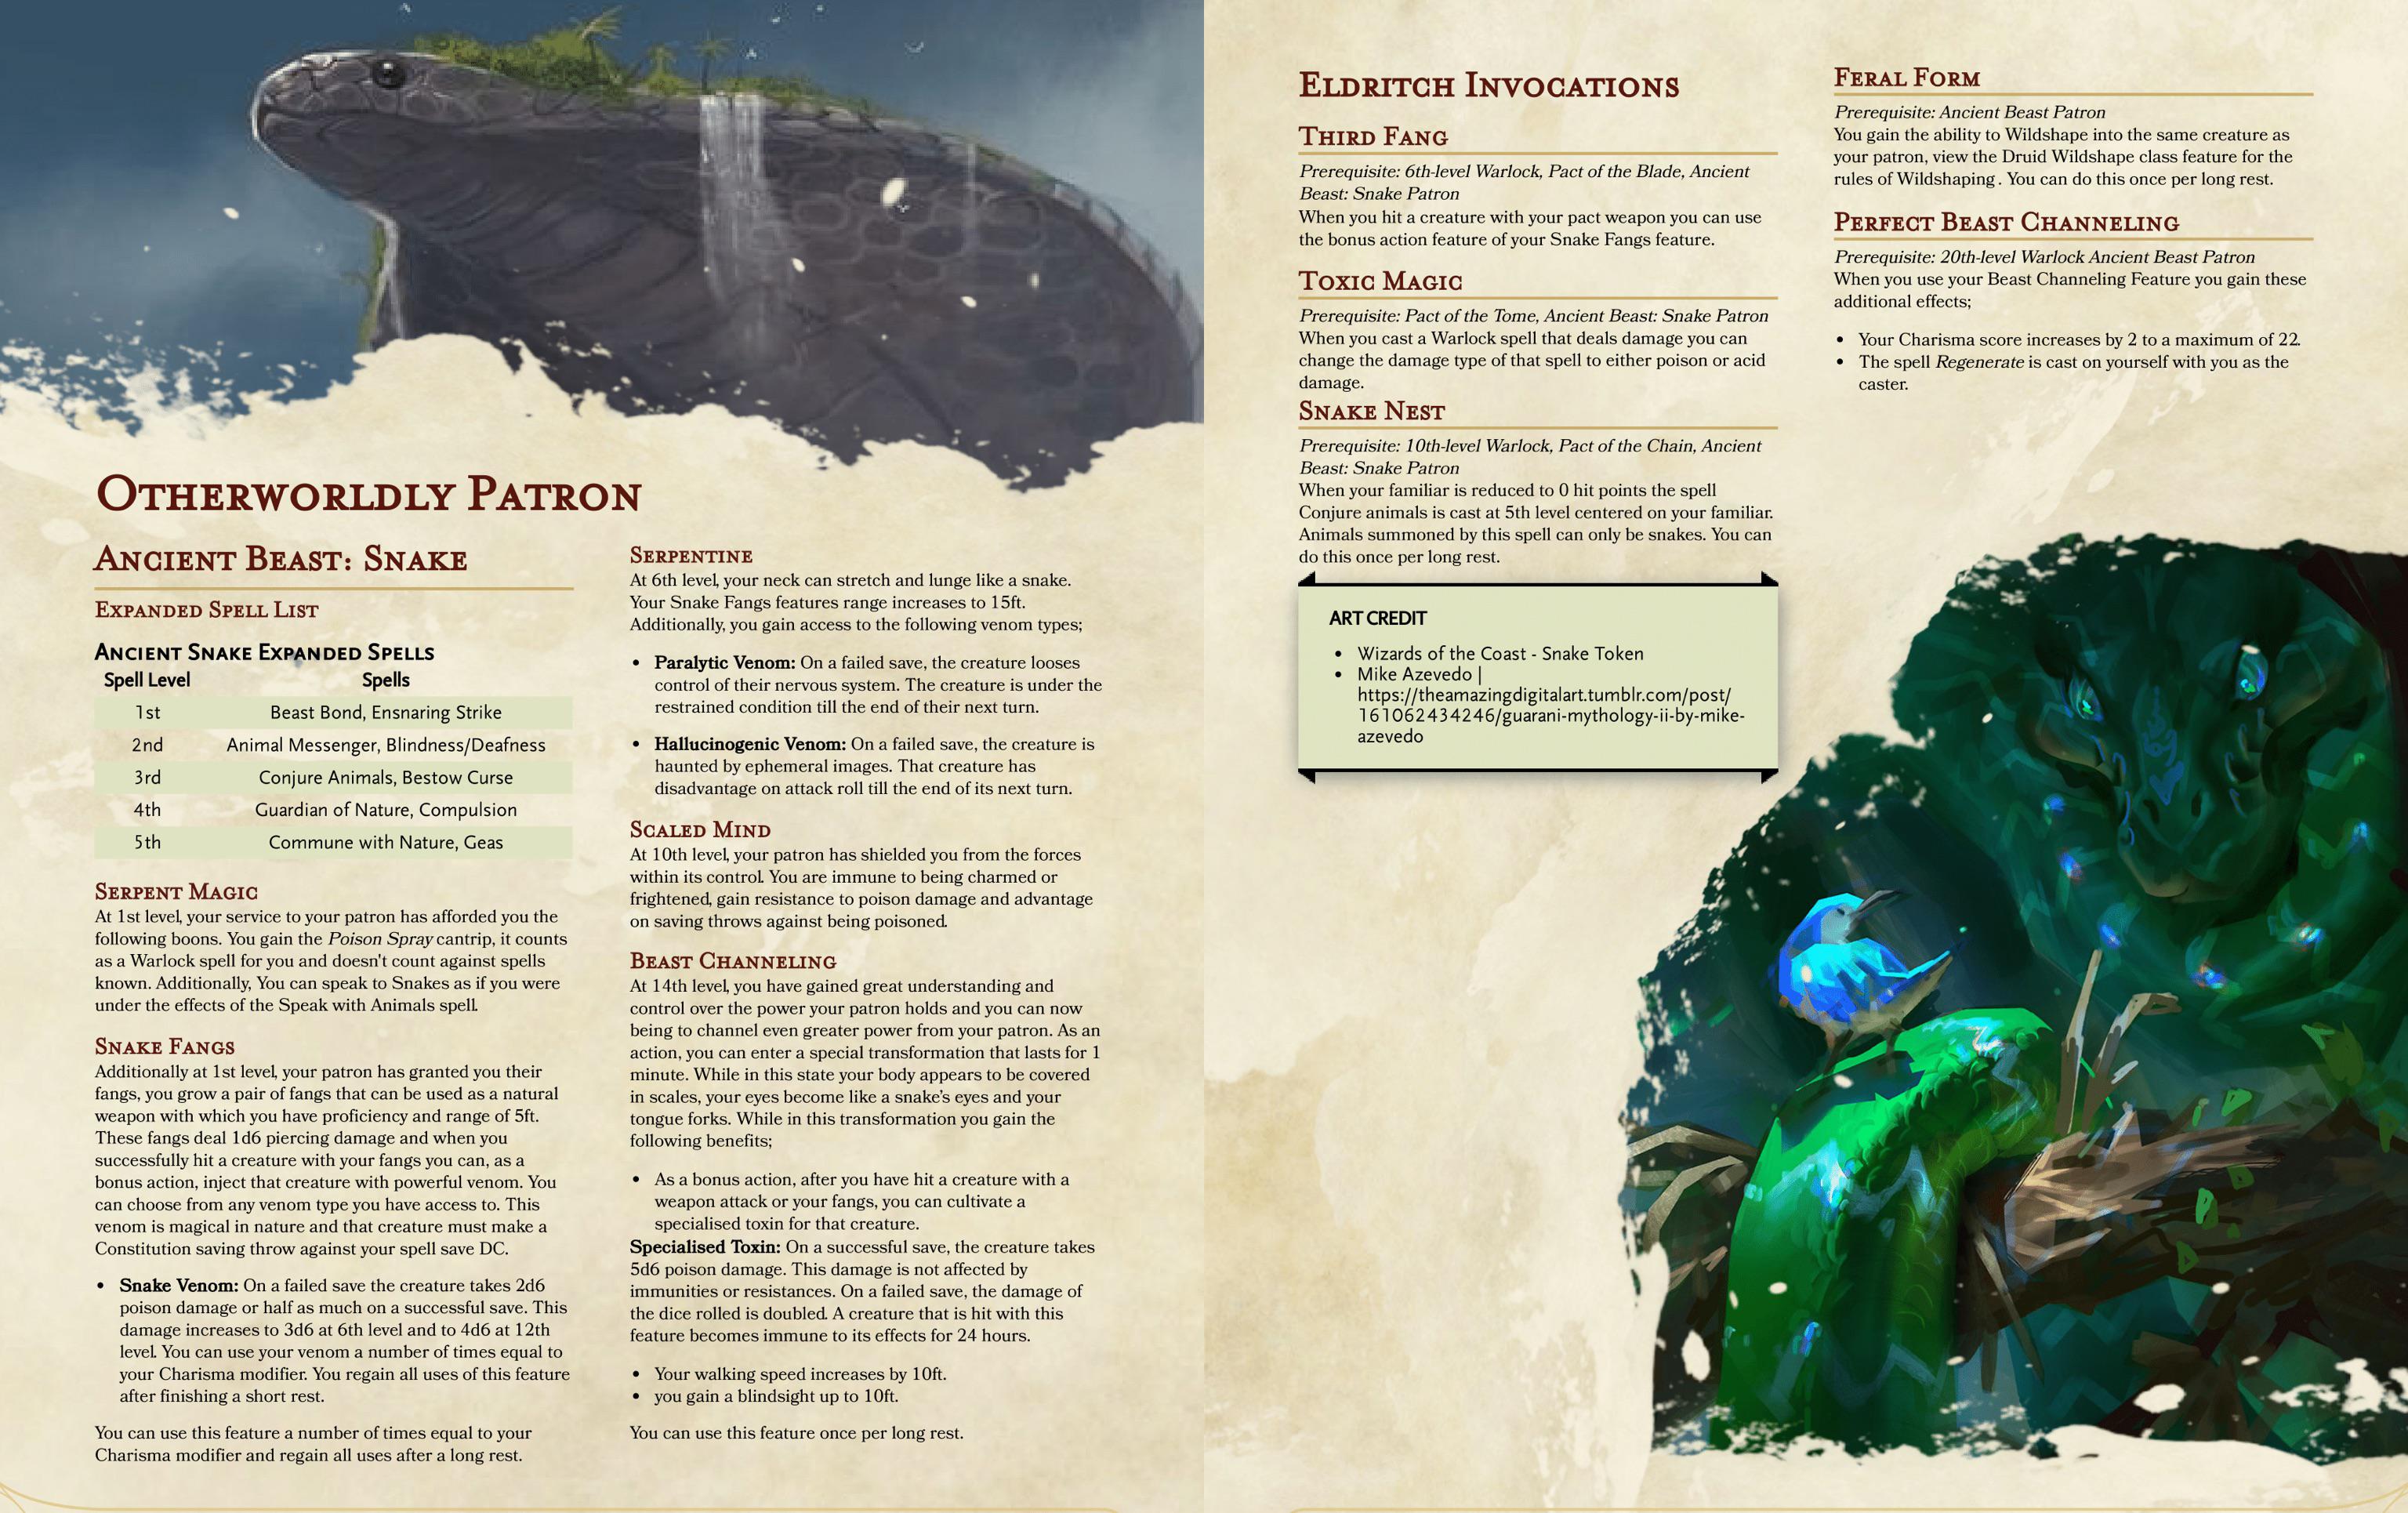 Otherworldly Patron
Ancient Beast: Snake
Expanded Spell List
Ancient Snake Expanded Spells
Spell Level Spells
1st Beast Bond, Ensnaring Strike
2nd Animal Messenger, Blindness/Deafness
3rd Conjure Animals, Bestow Curse
4th Guardian of Nature, Compulsion
5th Commune with Nature, Geas
Serpent Magic
At 1st level, your service to your patron has afforded you the
following boons. You gain the Poison Spray cantrip, it counts
as a Warlock spell for you and doesn't count against spells
known. Additionally, You can speak to Snakes as if you were
under the effects of the Speak with Animals spell.
Snake Fangs
Additionally at 1st level, your patron has granted you their
fangs, you grow a pair of fangs that can be used as a natural
weapon with which you have proficiency and range of 5ft.
These fangs deal 1d6 piercing damage and when you
successfully hit a creature with your fangs you can, as a
bonus action, inject that creature with powerful venom. You
can choose from any venom type you have access to. This
venom is magical in nature and that creature must make a
Constitution saving throw against your spell save DC.
• Snake Venom: On a failed save the creature takes 2d6
poison damage or half as much on a successful save. This
damage increases to 3d6 at 6th level and to 4d6 at 12th
level. You can use your venom a number of times equal to
your Charisma modifier. You regain all uses of this feature
after finishing a short rest.
You can use this feature a number of times equal to your
Charisma modifier and regain all uses after a long rest.
Serpentine
At 6th level, your neck can stretch and lunge like a snake.
Your Snake Fangs features range increases to 15ft.
Additionally, you gain access to the following venom types;
• Paralytic Venom: On a failed save, the creature looses
control of their nervous system. The creature is under the
restrained condition till the end of their next turn.
• Hallucinogenic Venom: On a failed save, the creature is
haunted by ephemeral images. That creature has
disadvantage on attack roll till the end of its next turn.
Scaled Mind
At 10th level, your patron has shielded you from the forces
within its control. You are immune to being charmed or
frightened, gain resistance to poison damage and advantage
on saving throws against being poisoned.
Beast Channeling
At 14th level, you have gained great understanding and
control over the power your patron holds and you can now
being to channel even greater power from your patron. As an
action, you can enter a special transformation that lasts for 1
minute. While in this state your body appears to be covered
in scales, your eyes become like a snake's eyes and your
tongue forks. While in this transformation you gain the
following benefits;
• As a bonus action, after you have hit a creature with a
weapon attack or your fangs, you can cultivate a
specialised toxin for that creature.
Specialised Toxin: On a successful save, the creature takes
5d6 poison damage. This damage is not affected by
immunities or resistances. On a failed save, the damage of
the dice rolled is doubled. A creature that is hit with this
feature becomes immune to its effects for 24 hours.
• Your walking speed increases by 10ft.
• you gain a blindsight up to 10ft.
You can use this feature once per long rest.
Eldritch Invocations
Third Fang
Prerequisite: 6th-level Warlock, Pact of the Blade, Ancient
Beast: Snake Patron
When you hit a creature with your pact weapon you can use
the bonus action feature of your Snake Fangs feature.
Toxic Magic
Prerequisite: Pact of the Tome, Ancient Beast: Snake Patron
When you cast a Warlock spell that deals damage you can
change the damage type of that spell to either poison or acid
damage.
Snake Nest
Prerequisite: 10th-level Warlock, Pact of the Chain, Ancient
Beast: Snake Patron
When your familiar is reduced to 0 hit points the spell
Conjure animals is cast at 5th level centered on your familiar.
Animals summoned by this spell can only be snakes. You can
do this once per long rest.
ART CREDIT
• Wizards of the Coast - Snake Token
• Mike Azevedo |
https://theamazingdigitalart.tumblr.com/post/
161062434246/guarani-mythology-ii-by-mike-
azevedo
Feral Form
Prerequisite: Ancient Beast Patron
You gain the ability to Wildshape into the same creature as
your patron, view the Druid Wildshape class feature for the
rules of Wildshaping . You can do this once per long rest.
Perfect Beast Channeling
Prerequisite: 20th-level Warlock Ancient Beast Patron
When you use your Beast Channeling Feature you gain these
additional effects;
• Your Charisma score increases by 2 to a maximum of 22.
• The spell Regenerate is cast on yourself with you as the
caster.